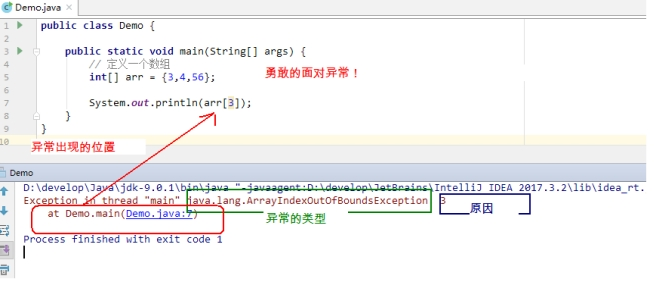 Demo.java ×
1 public class Demo {
2
3 public static void main(String[] args) {
4 // 定义一个数组
5 int[] arr = {3,4,56};
勇敢的面对异常！
6
7 System.out.println(arr[3]);
8 }
9 }
10
异常出现的位置
Demo
D:\develop\Java\jdk-9.0.1\bin\java "-javaagent:D:\develop\JetBrains\IntelliJ IDEA 2017.3.2\lib\idea_rt.
Exception in thread "main" java.lang.ArrayIndexOutOfBoundsException: 3
at Demo.main(Demo.java:7)
异常的类型
原因
Process finished with exit code 1